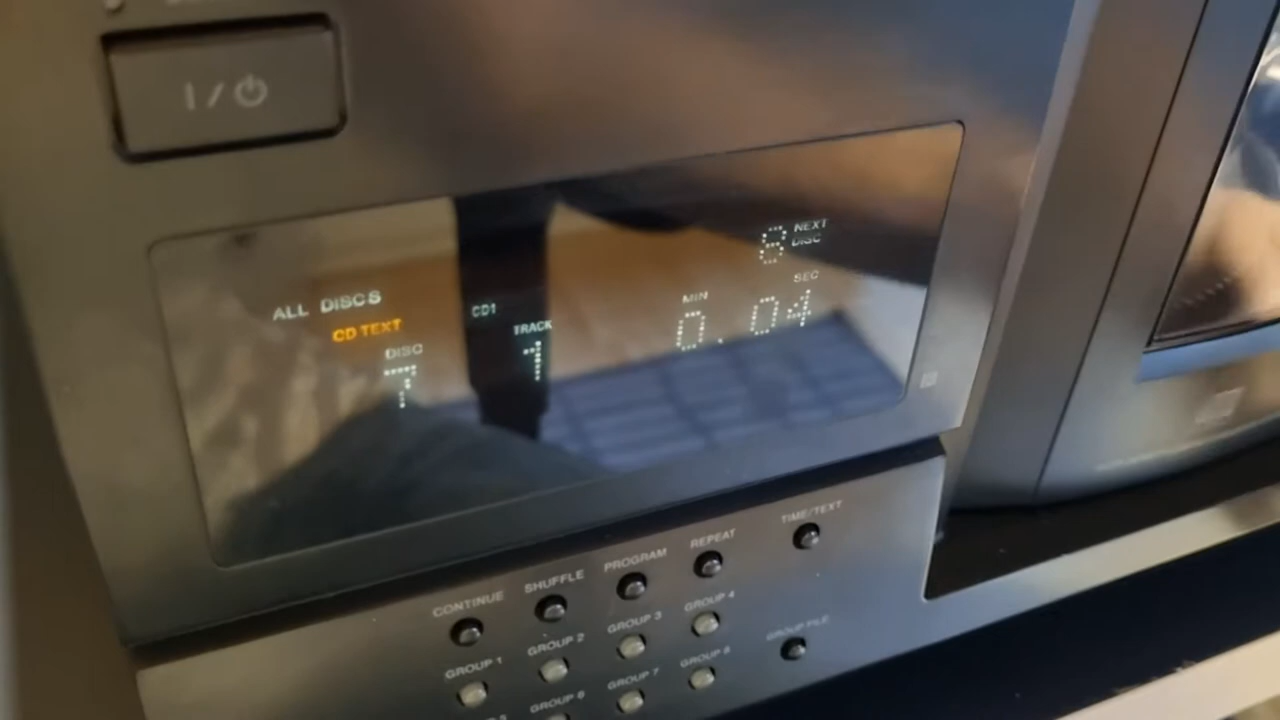 I / ⏻
8 NEXT DISC
ALL DISCS
CD TEXT
CD1
MIN SEC
DISC TRACK
7 1 0. 04
TIME/TEXT
CONTINUE SHUFFLE PROGRAM REPEAT
GROUP 1 GROUP 2 GROUP 3 GROUP 4
GROUP FILE
GROUP 6 GROUP 7 GROUP 8